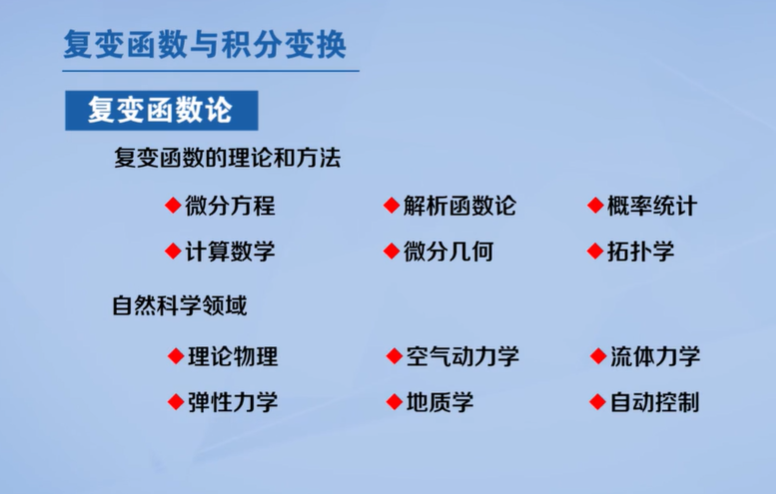 复变函数与积分变换
复变函数论
复变函数的理论和方法
◆微分方程 ◆解析函数论 ◆概率统计
◆计算数学 ◆微分几何 ◆拓扑学
自然科学领域
◆理论物理 ◆空气动力学 ◆流体力学
◆弹性力学 ◆地质学 ◆自动控制